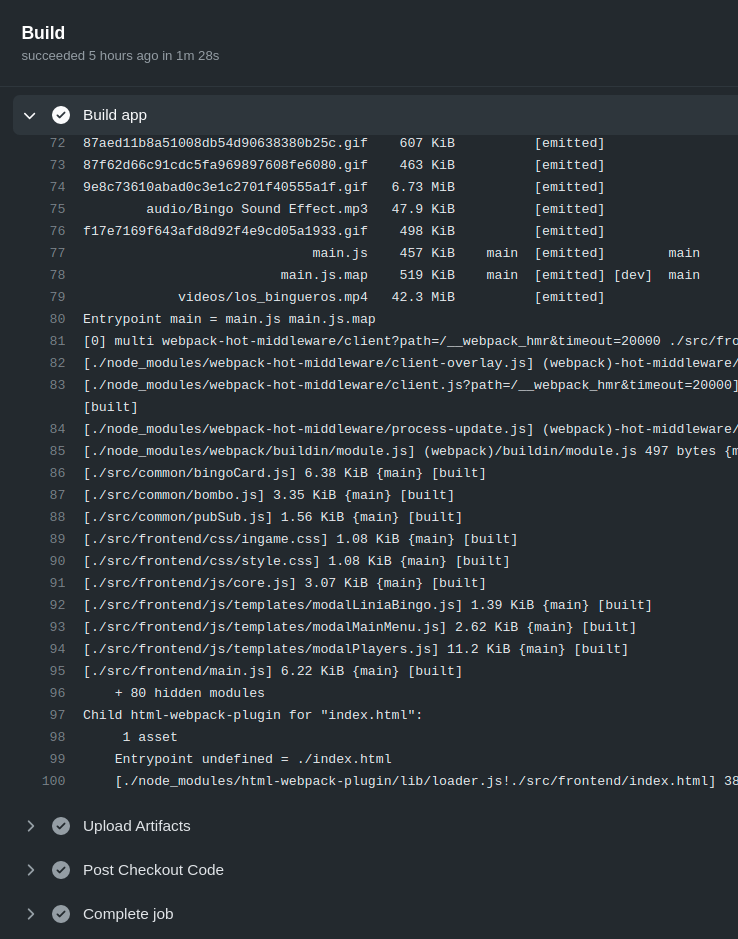 Build
succeeded 5 hours ago in 1m 28s
Build app
72 87aed11b8a51008db54d90638380b25c.gif 607 KiB [emitted]
73 87f62d66c91cdc5fa969897608fe6080.gif 463 KiB [emitted]
74 9e8c73610abad0c3e1c2701f40555a1f.gif 6.73 MiB [emitted]
75 audio/Bingo Sound Effect.mp3 47.9 KiB [emitted]
76 f17e7169f643afd8d92f4e9cd05a1933.gif 498 KiB [emitted]
77 main.js 457 KiB main [emitted] main
78 main.js.map 519 KiB main [emitted] [dev] main
79 videos/los_bingueros.mp4 42.3 MiB [emitted]
80 Entrypoint main = main.js main.js.map
81 [0] multi webpack-hot-middleware/client?path=/__webpack_hmr&timeout=20000 ./src/fro
82 [./node_modules/webpack-hot-middleware/client-overlay.js] (webpack)-hot-middleware/
83 [./node_modules/webpack-hot-middleware/client.js?path=/__webpack_hmr&timeout=20000]
[built]
84 [./node_modules/webpack-hot-middleware/process-update.js] (webpack)-hot-middleware/
85 [./node_modules/webpack/buildin/module.js] (webpack)/buildin/module.js 497 bytes {m
86 [./src/common/bingoCard.js] 6.38 KiB {main} [built]
87 [./src/common/bombo.js] 3.35 KiB {main} [built]
88 [./src/common/pubSub.js] 1.56 KiB {main} [built]
89 [./src/frontend/css/ingame.css] 1.08 KiB {main} [built]
90 [./src/frontend/css/style.css] 1.08 KiB {main} [built]
91 [./src/frontend/js/core.js] 3.07 KiB {main} [built]
92 [./src/frontend/js/templates/modalLiniaBingo.js] 1.39 KiB {main} [built]
93 [./src/frontend/js/templates/modalMainMenu.js] 2.62 KiB {main} [built]
94 [./src/frontend/js/templates/modalPlayers.js] 11.2 KiB {main} [built]
95 [./src/frontend/main.js] 6.22 KiB {main} [built]
96 + 80 hidden modules
97 Child html-webpack-plugin for "index.html":
98 1 asset
99 Entrypoint undefined = ./index.html
100 [./node_modules/html-webpack-plugin/lib/loader.js!./src/frontend/index.html] 38
Upload Artifacts
Post Checkout Code
Complete job